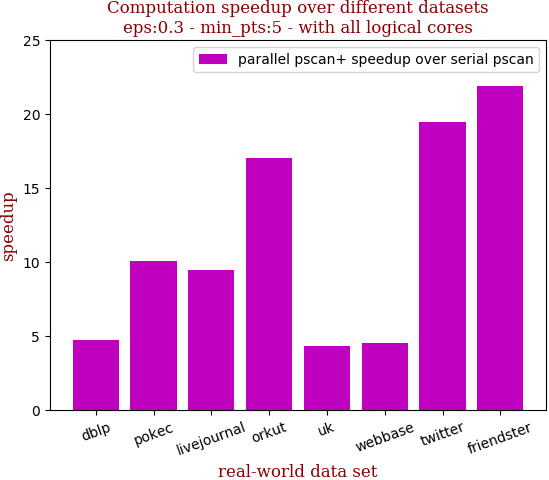 Computation speedup over different datasets
eps:0.3 - min_pts:5 - with all logical cores
parallel pscan+ speedup over serial pscan
speedup
25
20
15
10
5
0
dblp
pokec
livejournal
orkut
uk
webbase
twitter
friendster
real-world data set